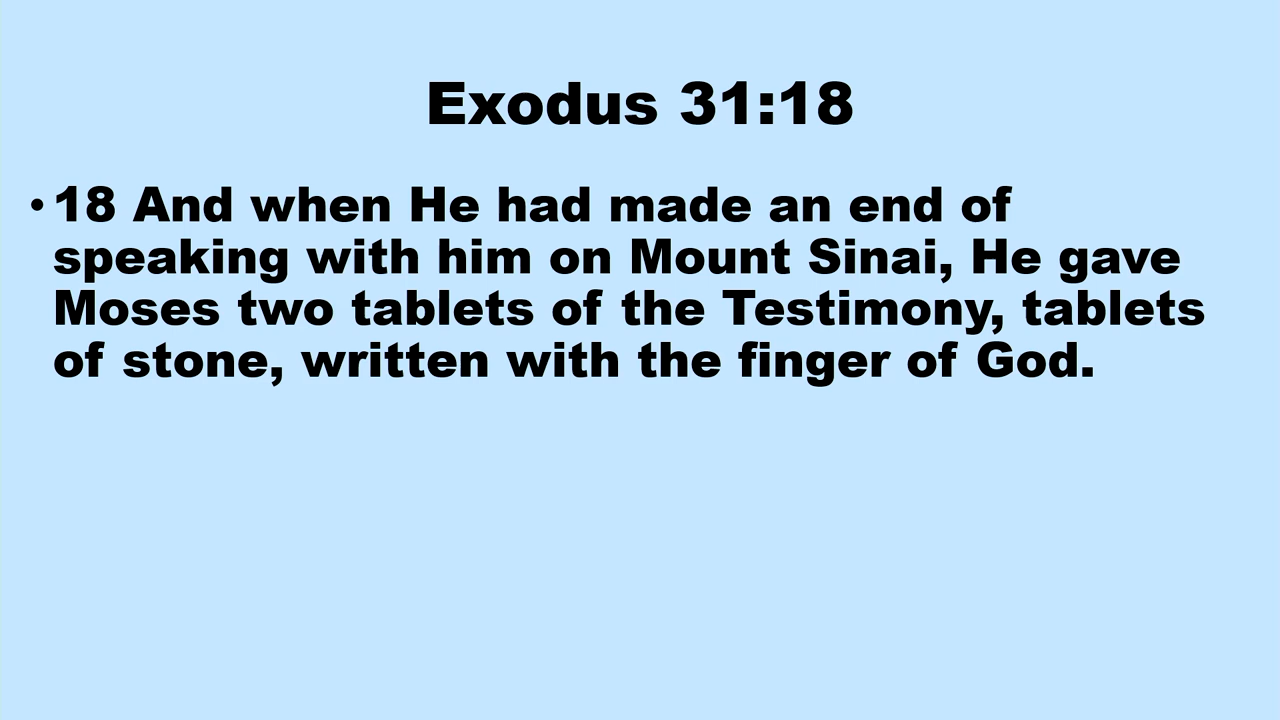 Exodus 31:18
• 18 And when He had made an end of
speaking with him on Mount Sinai, He gave
Moses two tablets of the Testimony, tablets
of stone, written with the finger of God.